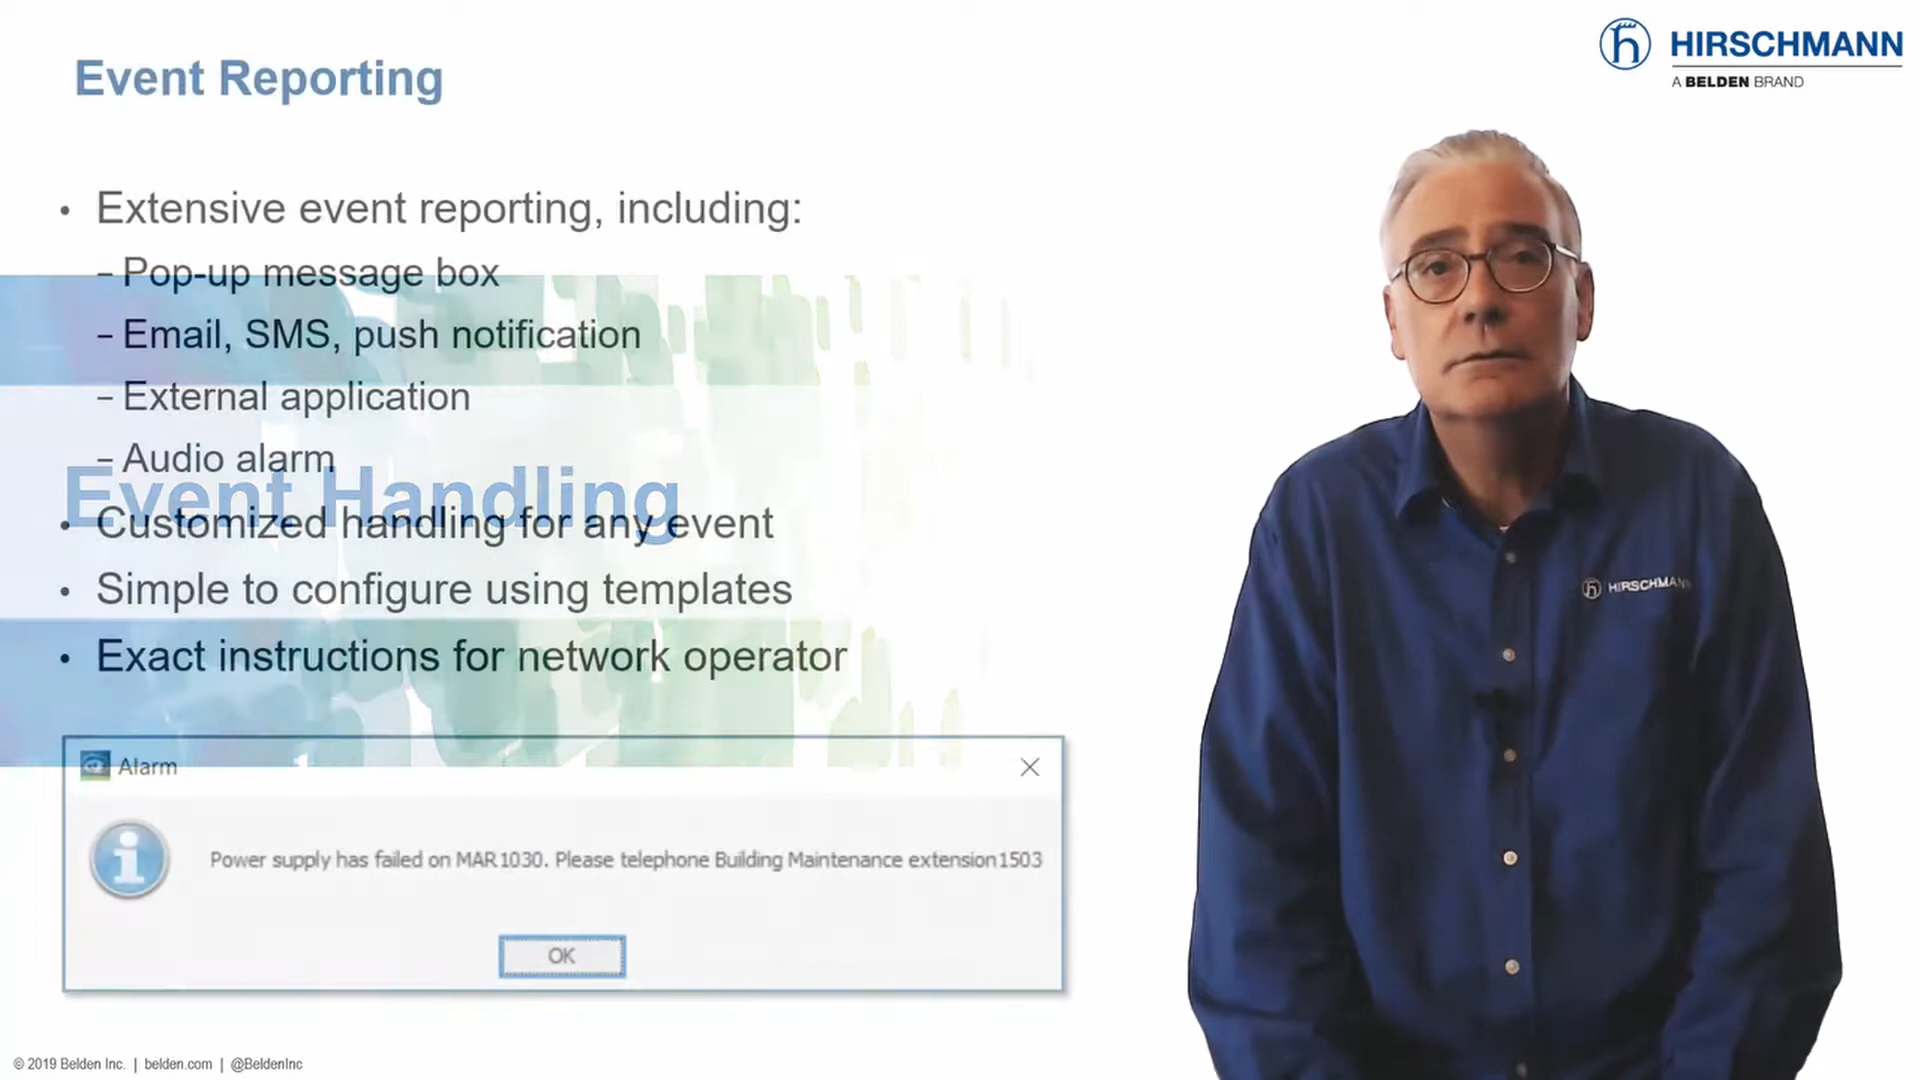 Event Reporting
HIRSCHMANN
A BELDEN BRAND
• Extensive event reporting, including:
– Pop-up message box
– Email, SMS, push notification
– External application
– Audio alarm
Event Handling
• Customized handling for any event
• Simple to configure using templates
• Exact instructions for network operator
HIRSCHMANN
Alarm
Power supply has failed on MAR1030. Please telephone Building Maintenance extension1503
OK
© 2019 Belden Inc. | belden.com | @BeldenInc